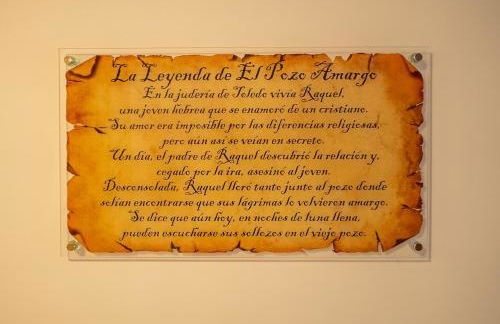 La Leyenda de El Pozo Amargo
En la judería de Toledo vivía Raquel,
una joven hebrea que se enamoró de un cristiano.
Su amor era imposible por las diferencias religiosas,
pero aún así se veían en secreto.
Un día, el padre de Raquel descubrió la relación y,
cegado por la ira, asesinó al joven.
Desconsolada, Raquel lloró tanto junto al pozo donde
solían encontrarse que sus lágrimas lo volvieron amargo.
Se dice que aún hoy, en noches de luna llena,
pueden escucharse sus sollozos en el viejo pozo.